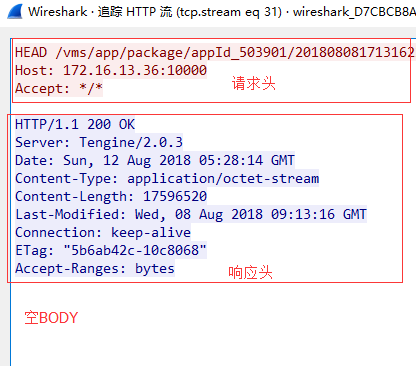 Wireshark · 追踪 HTTP 流 (tcp.stream eq 31) · wireshark_D7CBCB8A
HEAD /vms/app/package/appId_503901/201808081713162
Host: 172.16.13.36:10000
Accept: */*
请求头
HTTP/1.1 200 OK
Server: Tengine/2.0.3
Date: Sun, 12 Aug 2018 05:28:14 GMT
Content-Type: application/octet-stream
Content-Length: 17596520
Last-Modified: Wed, 08 Aug 2018 09:13:16 GMT
Connection: keep-alive
ETag: "5b6ab42c-10c8068"
Accept-Ranges: bytes
响应头
空BODY